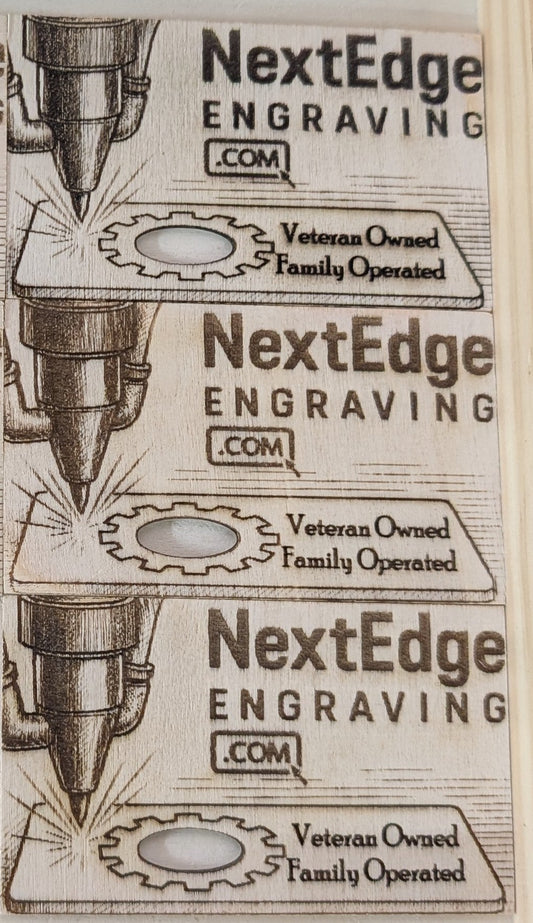 NextEdge
ENGRAVING
.COM
Veteran Owned
Family Operated
NextEdge
ENGRAVING
.COM
Veteran Owned
Family Operated
NextEdge
ENGRAVING
.COM
Veteran Owned
Family Operated